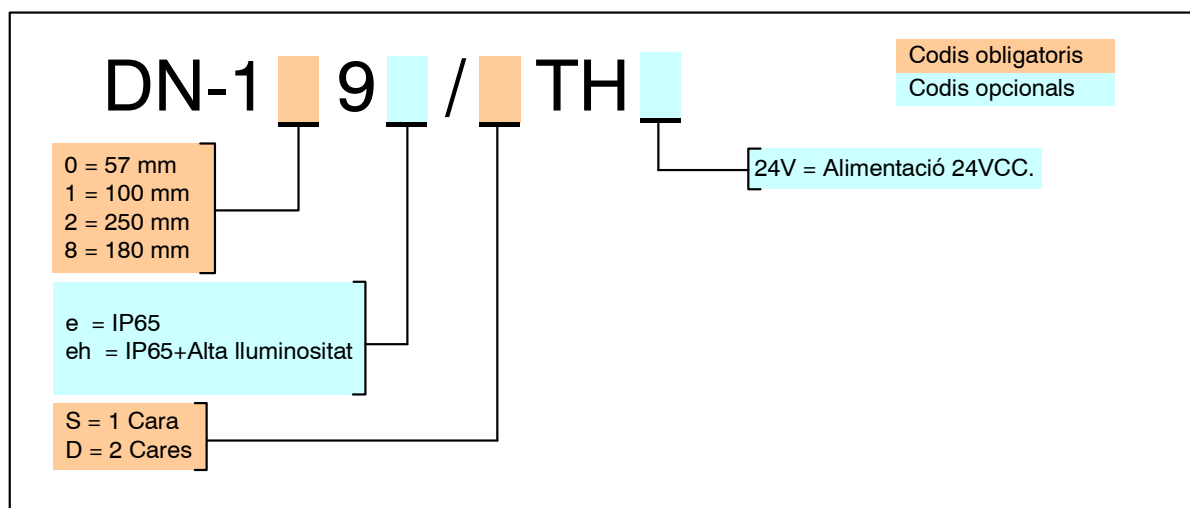 DN-1 9 / TH
Codis obligatoris
Codis opcionals
0 = 57 mm
1 = 100 mm
2 = 250 mm
8 = 180 mm
24V = Alimentació 24VCC.
e = IP65
eh = IP65+Alta lluminositat
S = 1 Cara
D = 2 Cares